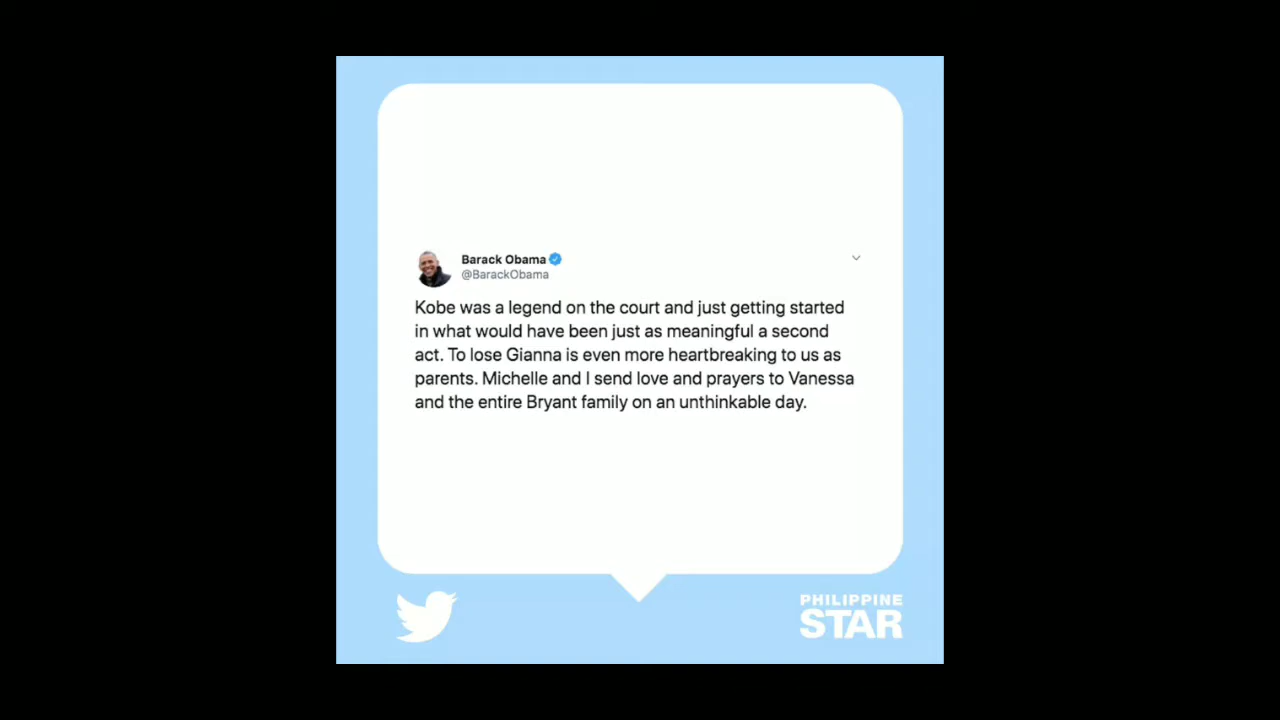 Barack Obama
@BarackObama
Kobe was a legend on the court and just getting started
in what would have been just as meaningful a second
act. To lose Gianna is even more heartbreaking to us as
parents. Michelle and I send love and prayers to Vanessa
and the entire Bryant family on an unthinkable day.
PHILIPPINE
STAR